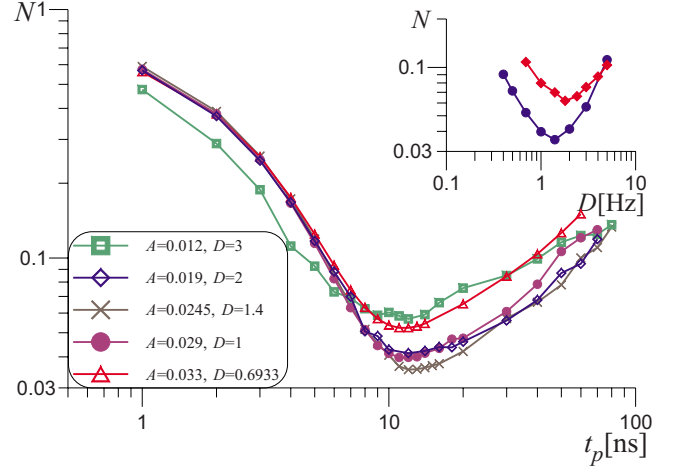 N 1
0.1
0.03
1
10
100
t_p[ns]
A=0.012, D=3
A=0.019, D=2
A=0.0245, D=1.4
A=0.029, D=1
A=0.033, D=0.6933
N
0.1
0.03
0.1
1
10
D[Hz]